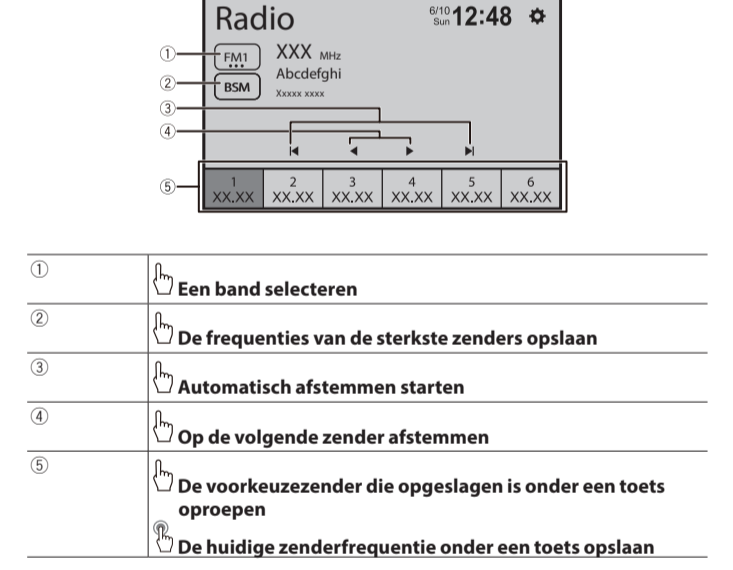 Radio
6/10
Sun
12:48
① FM1 XXX MHz
Abcdefghi
② BSM Xxxxx xxxx
③
④
⑤
1 2 3 4 5 6
XX.XX XX.XX XX.XX XX.XX XX.XX XX.XX
① Een band selecteren
② De frequenties van de sterkste zenders opslaan
③ Automatisch afstemmen starten
④ Op de volgende zender afstemmen
⑤ De voorkeuzezender die opgeslagen is onder een toets
oproepen
De huidige zenderfrequentie onder een toets opslaan